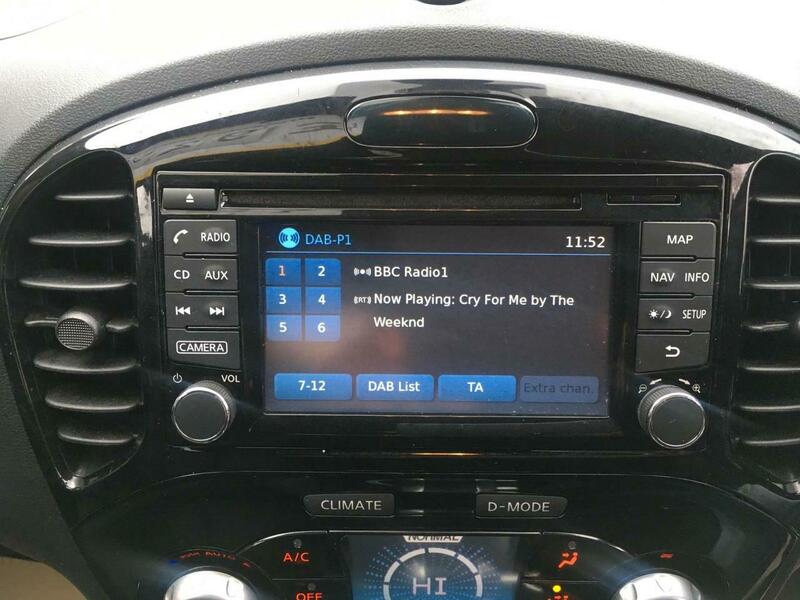 DAB-P1 11:52
RADIO
CD AUX
CAMERA
VOL
1 2
3 4
5 6
BBC Radio1
(RT) Now Playing: Cry For Me by The
Weeknd
7-12 DAB List TA Extra chan.
MAP
NAV INFO
SETUP
CLIMATE D-MODE
NORMAL
AUTO
A/C
OFF
HI